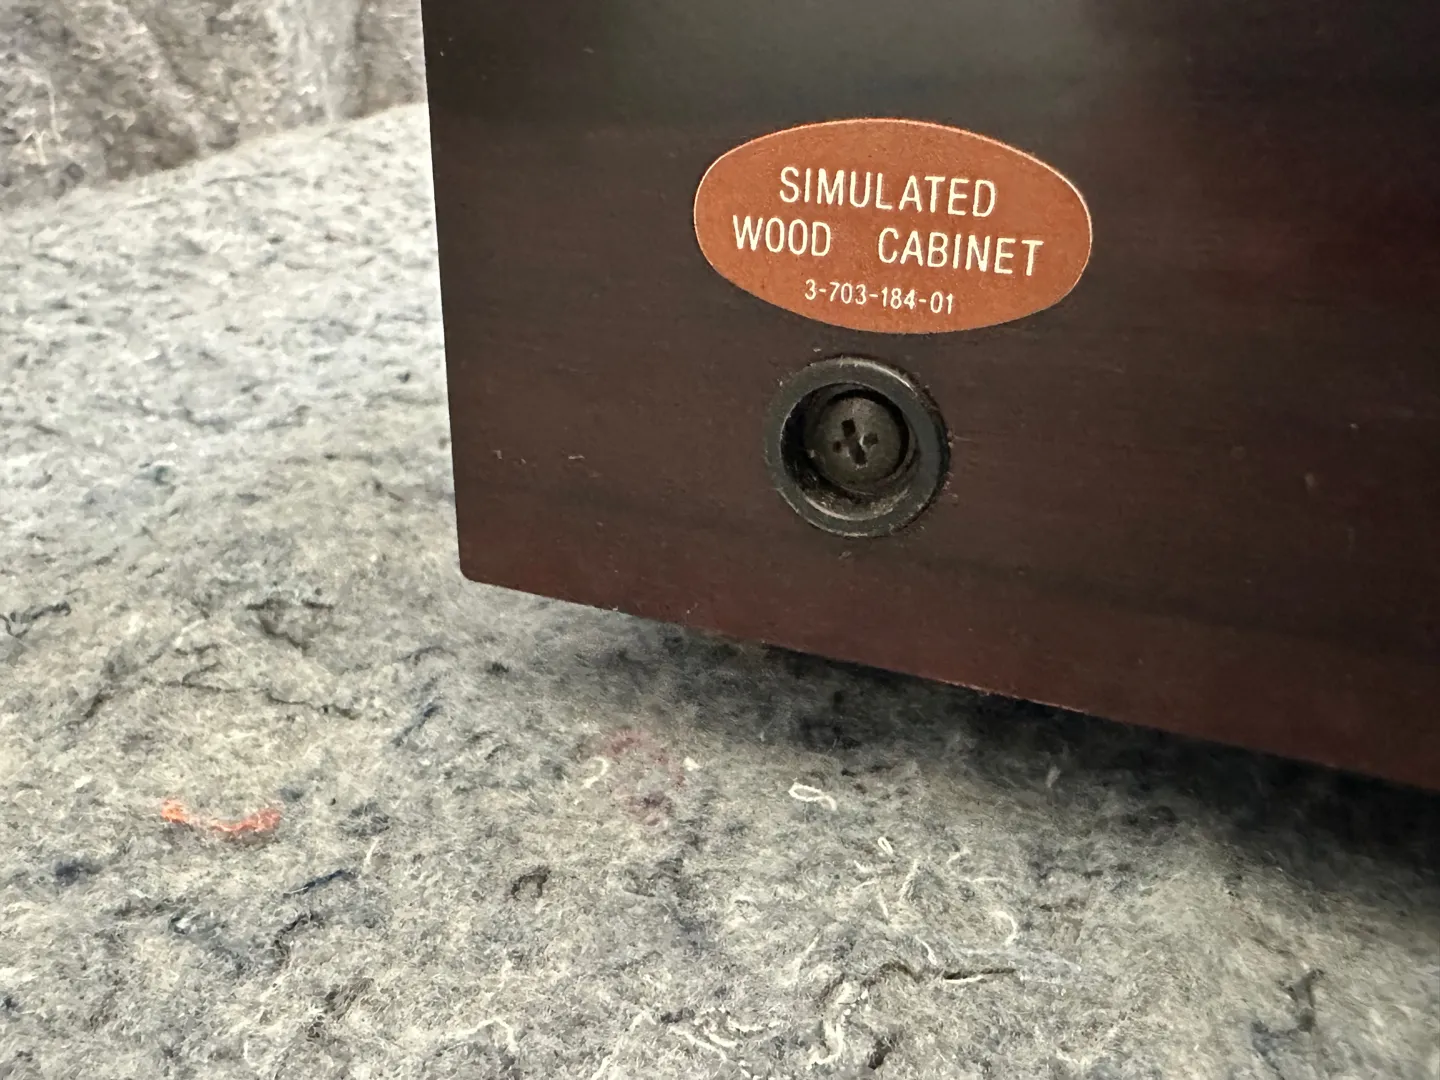 SIMULATED
WOOD CABINET
3-703-184-01